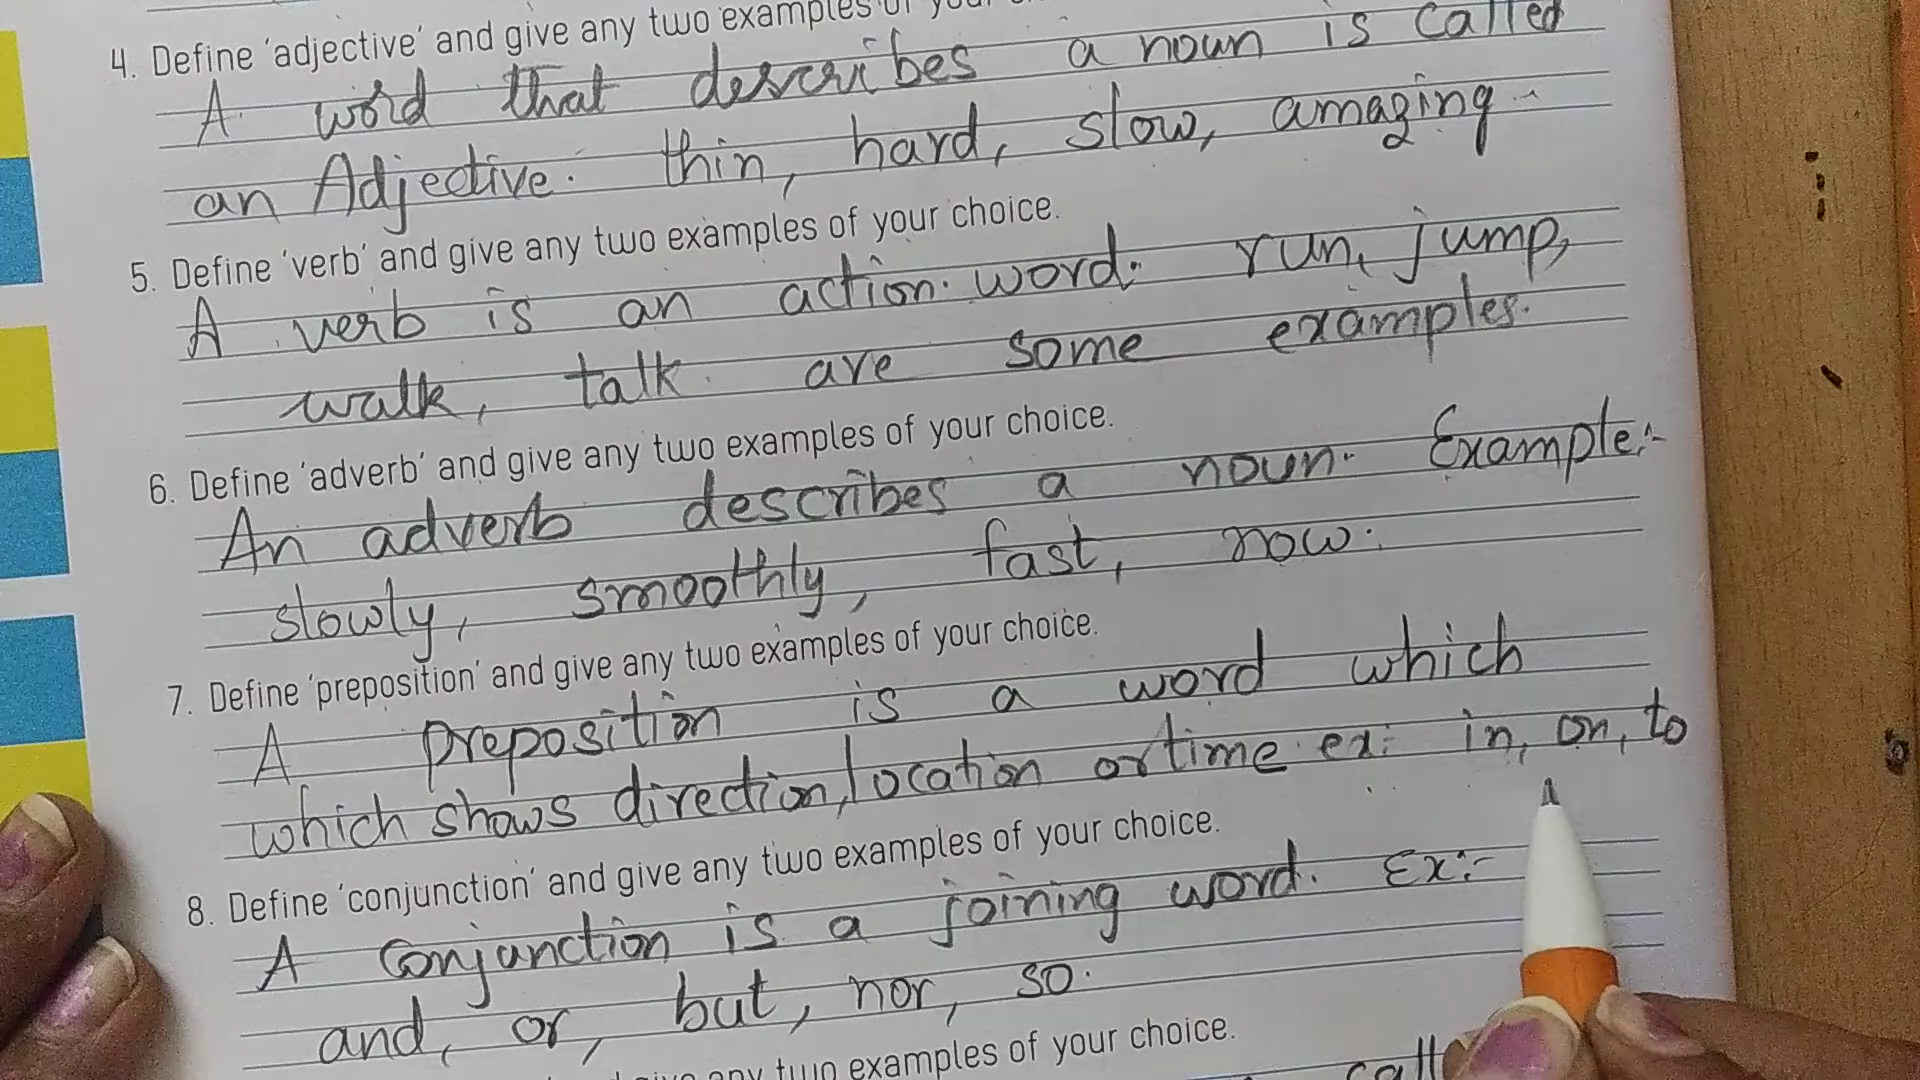 4. Define 'adjective' and give any two examples of
A word that describes a noun is called
an Adjective. thin, hard, slow, amazing
5. Define 'verb' and give any two examples of your choice.
A verb is an action word. run, jump,
walk, talk are some examples.
6. Define 'adverb' and give any two examples of your choice.
An adverb describes a noun. Example:-
slowly, smoothly, fast, now.
7. Define 'preposition' and give any two examples of your choice.
A preposition is a word which
which shows direction, location or time ex: in, on, to
8. Define 'conjunction' and give any two examples of your choice.
A Conjunction is a joining word. Ex:-
and, or, but, nor, so.
any two examples of your choice.